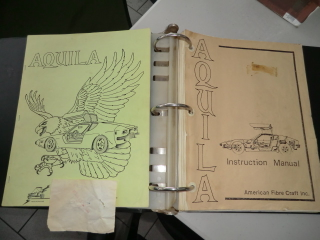 AQUILA
AQUILA
Instruction Manual
American Fibre Craft Inc.